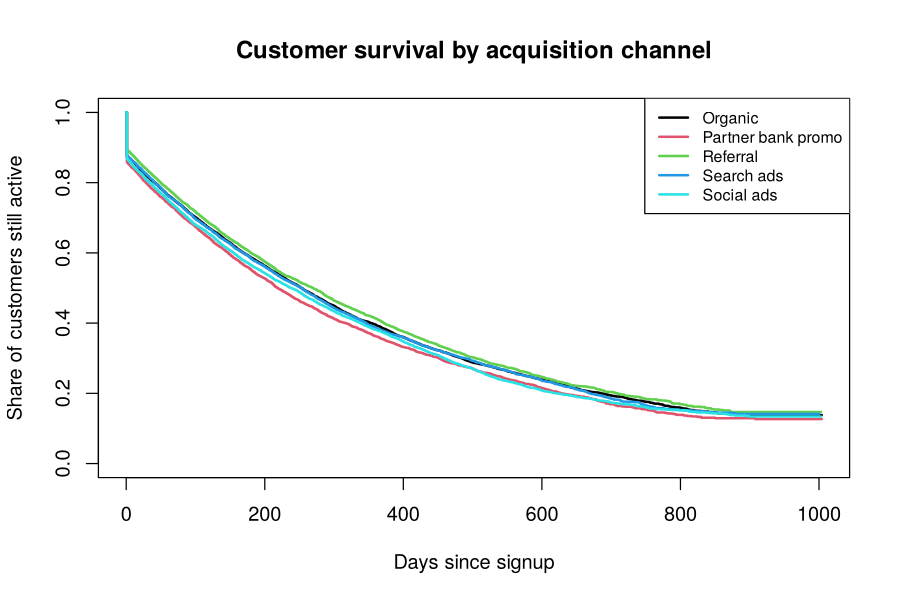 Customer survival by acquisition channel
Organic
Partner bank promo
Referral
Search ads
Social ads
Share of customers still active
1.0
0.8
0.6
0.4
0.2
0.0
0 200 400 600 800 1000
Days since signup